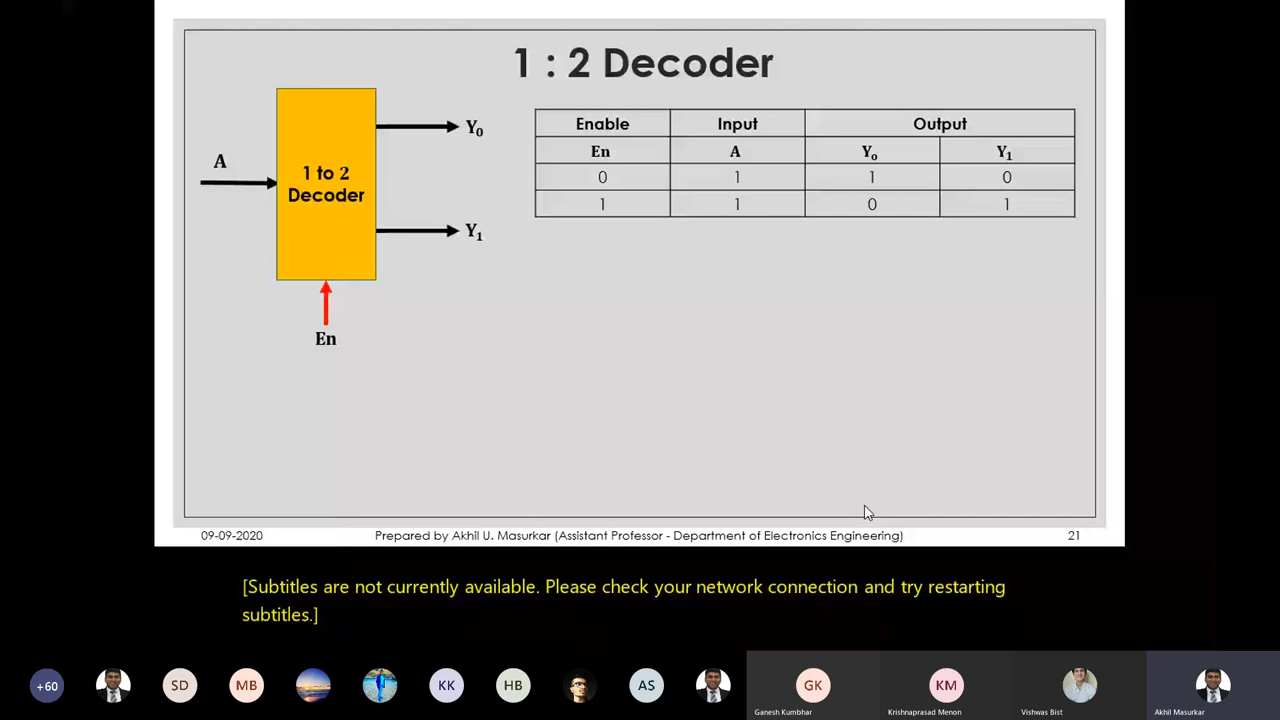 1 : 2 Decoder
A
1 to 2
Decoder
Y0
Y1
En
Enable Input Output
En A Yo Y1
0 1 1 0
1 1 0 1
09-09-2020 Prepared by Akhil U. Masurkar (Assistant Professor - Department of Electronics Engineering) 21
[Subtitles are not currently available. Please check your network connection and try restarting
subtitles.]
+60 SD MB KK HB AS GK KM
Ganesh Kumbhar Krishnaprasad Menon Vishwas Bist Akhil Masurkar